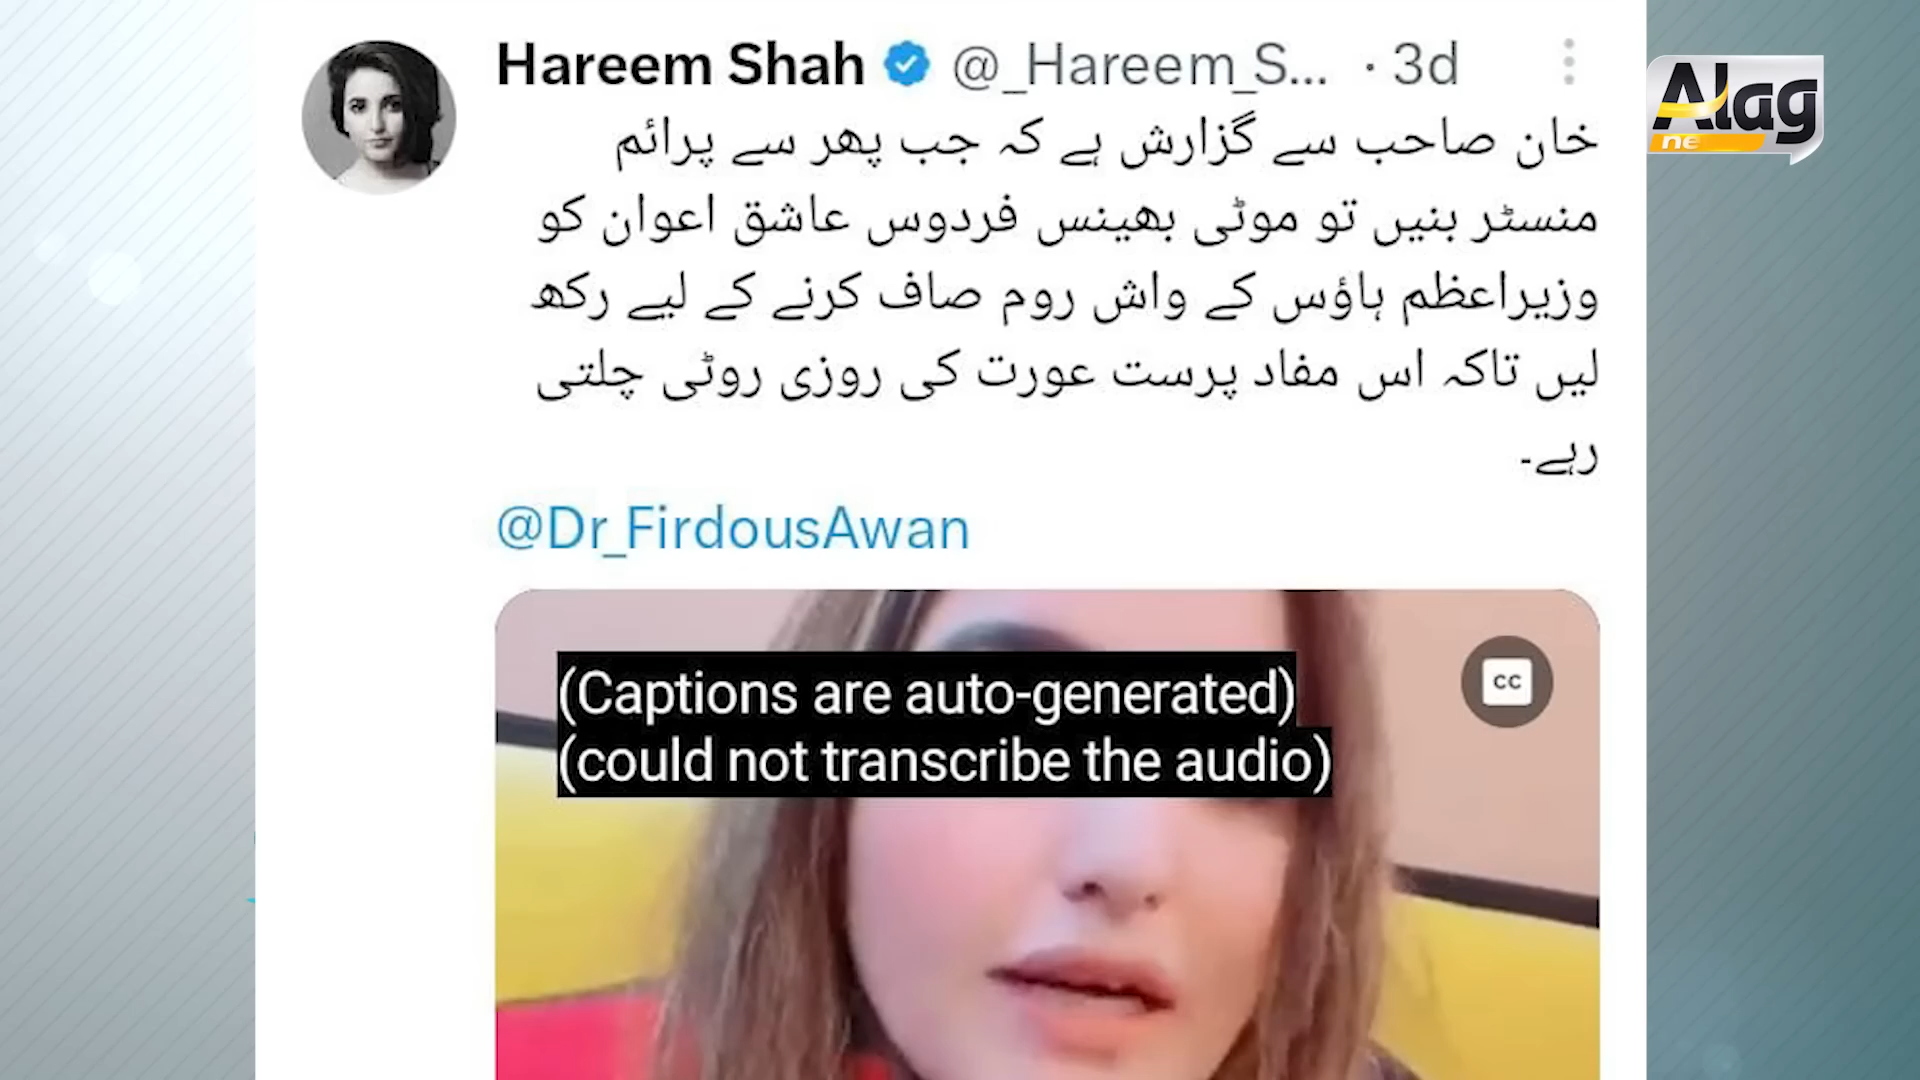 Hareem Shah @_Hareem_S... · 3d
خان صاحب سے گزارش ہے کہ جب پھر سے پرائم
منسٹر بنیں تو موٹی بھینس فردوس عاشق اعوان کو
وزیراعظم ہاؤس کے واش روم صاف کرنے کے لیے رکھ
لیں تاکہ اس مفاد پرست عورت کی روزی روٹی چلتی
رہے۔
@Dr_FirdousAwan
(Captions are auto-generated)
(could not transcribe the audio)
CC
Alag
ne